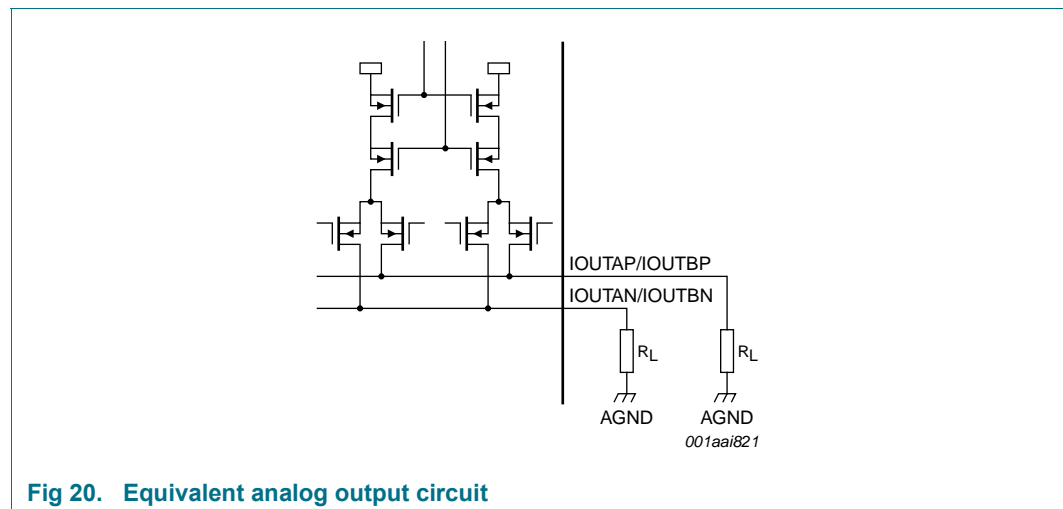 IOUTAP/IOUTBP
IOUTAN/IOUTBN
RL
RL
AGND
AGND
001aai821
Fig 20. Equivalent analog output circuit